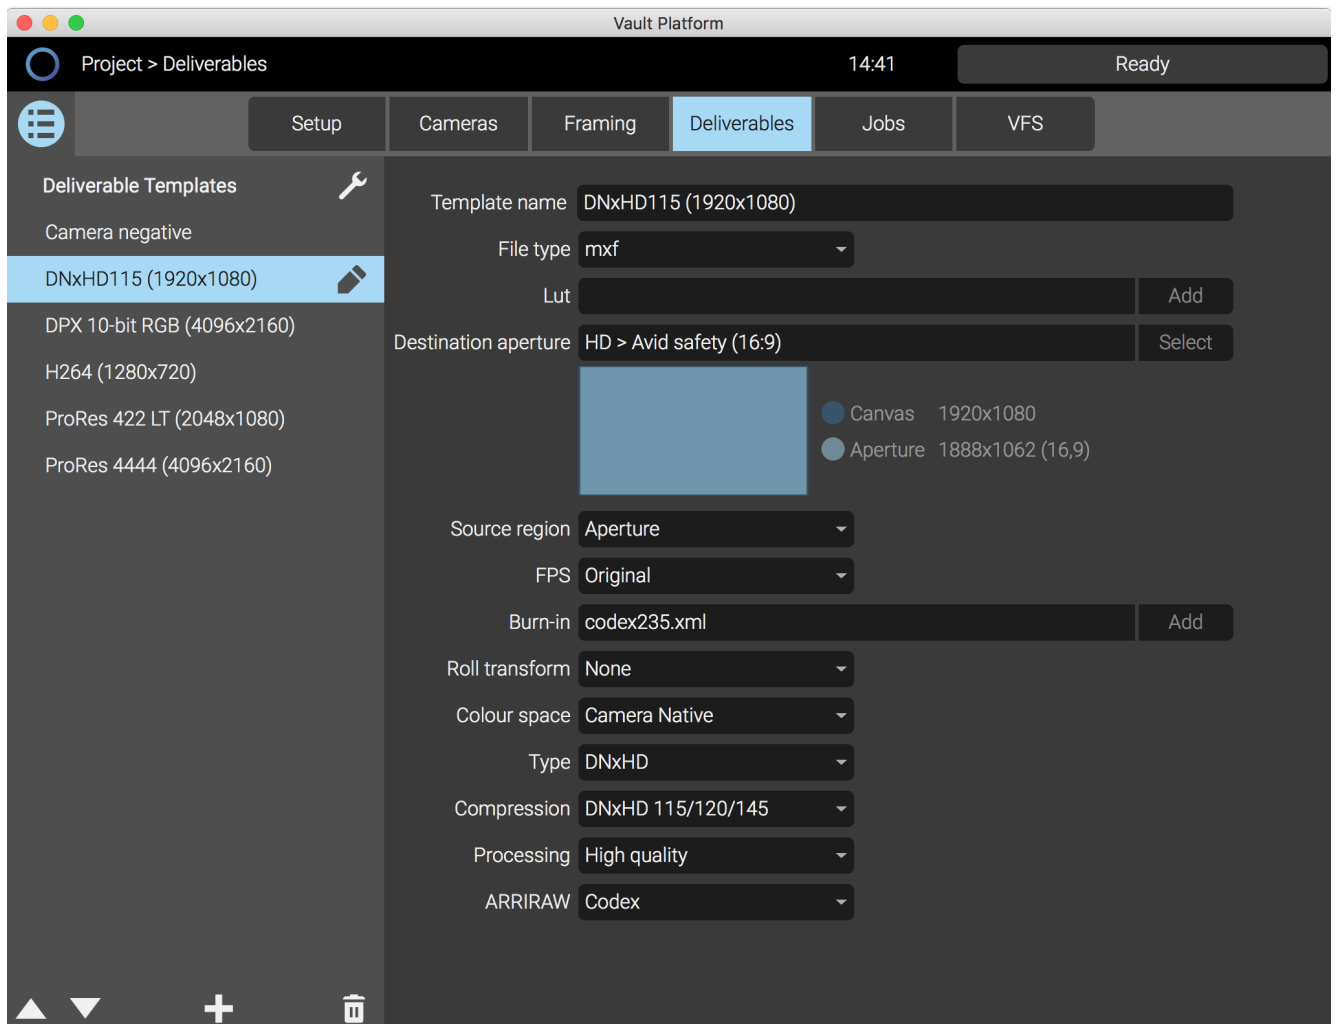 Vault Platform
Project > Deliverables
14:41
Ready
Setup
Cameras
Framing
Deliverables
Jobs
VFS
Deliverable Templates
Camera negative
DNxHD115 (1920x1080)
DPX 10-bit RGB (4096x2160)
H264 (1280x720)
ProRes 422 LT (2048x1080)
ProRes 4444 (4096x2160)
Template name DNxHD115 (1920x1080)
File type mxf
Lut Add
Destination aperture HD > Avid safety (16:9) Select
Canvas 1920x1080
Aperture 1888x1062 (16,9)
Source region Aperture
FPS Original
Burn-in codex235.xml Add
Roll transform None
Colour space Camera Native
Type DNxHD
Compression DNxHD 115/120/145
Processing High quality
ARRIRAW Codex